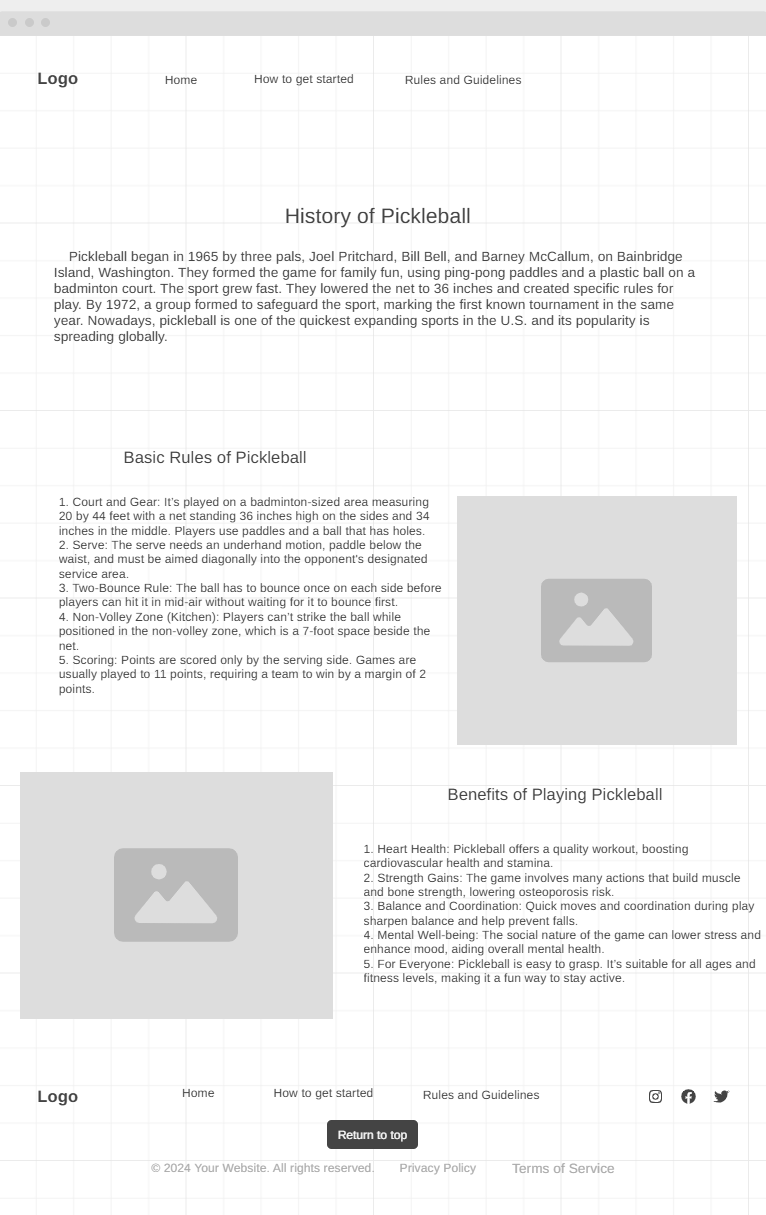 Logo
Home
How to get started
Rules and Guidelines
History of Pickleball
Pickleball began in 1965 by three pals, Joel Pritchard, Bill Bell, and Barney McCallum, on Bainbridge
Island, Washington. They formed the game for family fun, using ping-pong paddles and a plastic ball on a
badminton court. The sport grew fast. They lowered the net to 36 inches and created specific rules for
play. By 1972, a group formed to safeguard the sport, marking the first known tournament in the same
year. Nowadays, pickleball is one of the quickest expanding sports in the U.S. and its popularity is
spreading globally.
Basic Rules of Pickleball
1. Court and Gear: It’s played on a badminton-sized area measuring
20 by 44 feet with a net standing 36 inches high on the sides and 34
inches in the middle. Players use paddles and a ball that has holes.
2. Serve: The serve needs an underhand motion, paddle below the
waist, and must be aimed diagonally into the opponent's designated
service area.
3. Two-Bounce Rule: The ball has to bounce once on each side before
players can hit it in mid-air without waiting for it to bounce first.
4. Non-Volley Zone (Kitchen): Players can’t strike the ball while
positioned in the non-volley zone, which is a 7-foot space beside the
net.
5. Scoring: Points are scored only by the serving side. Games are
usually played to 11 points, requiring a team to win by a margin of 2
points.
Benefits of Playing Pickleball
1. Heart Health: Pickleball offers a quality workout, boosting
cardiovascular health and stamina.
2. Strength Gains: The game involves many actions that build muscle
and bone strength, lowering osteoporosis risk.
3. Balance and Coordination: Quick moves and coordination during play
sharpen balance and help prevent falls.
4. Mental Well-being: The social nature of the game can lower stress and
enhance mood, aiding overall mental health.
5. For Everyone: Pickleball is easy to grasp. It’s suitable for all ages and
fitness levels, making it a fun way to stay active.
Logo
Home
How to get started
Rules and Guidelines
Return to top
© 2024 Your Website. All rights reserved.
Privacy Policy
Terms of Service